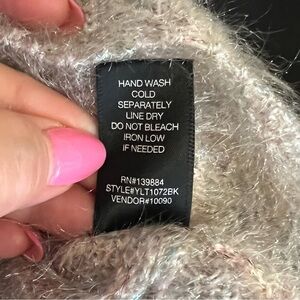 HAND WASH
COLD
SEPARATELY
LINE DRY
DO NOT BLEACH
IRON LOW
IF NEEDED
RN#139884
STYLE#YLT1072BK
VENDOR#10090